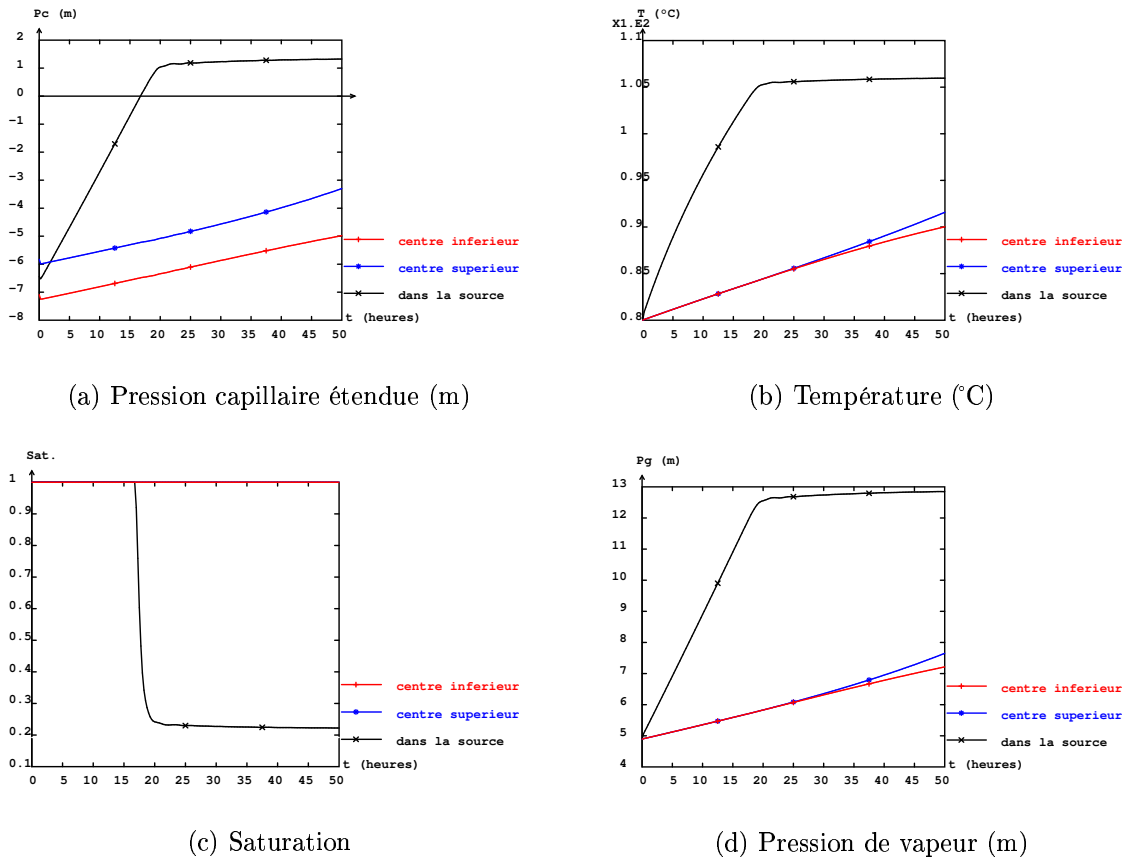 Pc (m)
2
1
0
−1
−2
−3
−4
−5
−6
−7
−8
0 5 10 15 20 25 30 35 40 45 50
t (heures)
centre inferieur
centre superieur
dans la source
(a) Pression capillaire étendue (m)
T (°C)
X1.E2
1.1
1.05
1
0.95
0.9
0.85
0.8
0 5 10 15 20 25 30 35 40 45 50
t (heures)
centre inferieur
centre superieur
dans la source
(b) Température (°C)
Sat.
1
0.9
0.8
0.7
0.6
0.5
0.4
0.3
0.2
0.1
0 5 10 15 20 25 30 35 40 45 50
t (heures)
centre inferieur
centre superieur
dans la source
(c) Saturation
Pg (m)
13
12
11
10
9
8
7
6
5
4
0 5 10 15 20 25 30 35 40 45 50
t (heures)
centre inferieur
centre superieur
dans la source
(d) Pression de vapeur (m)